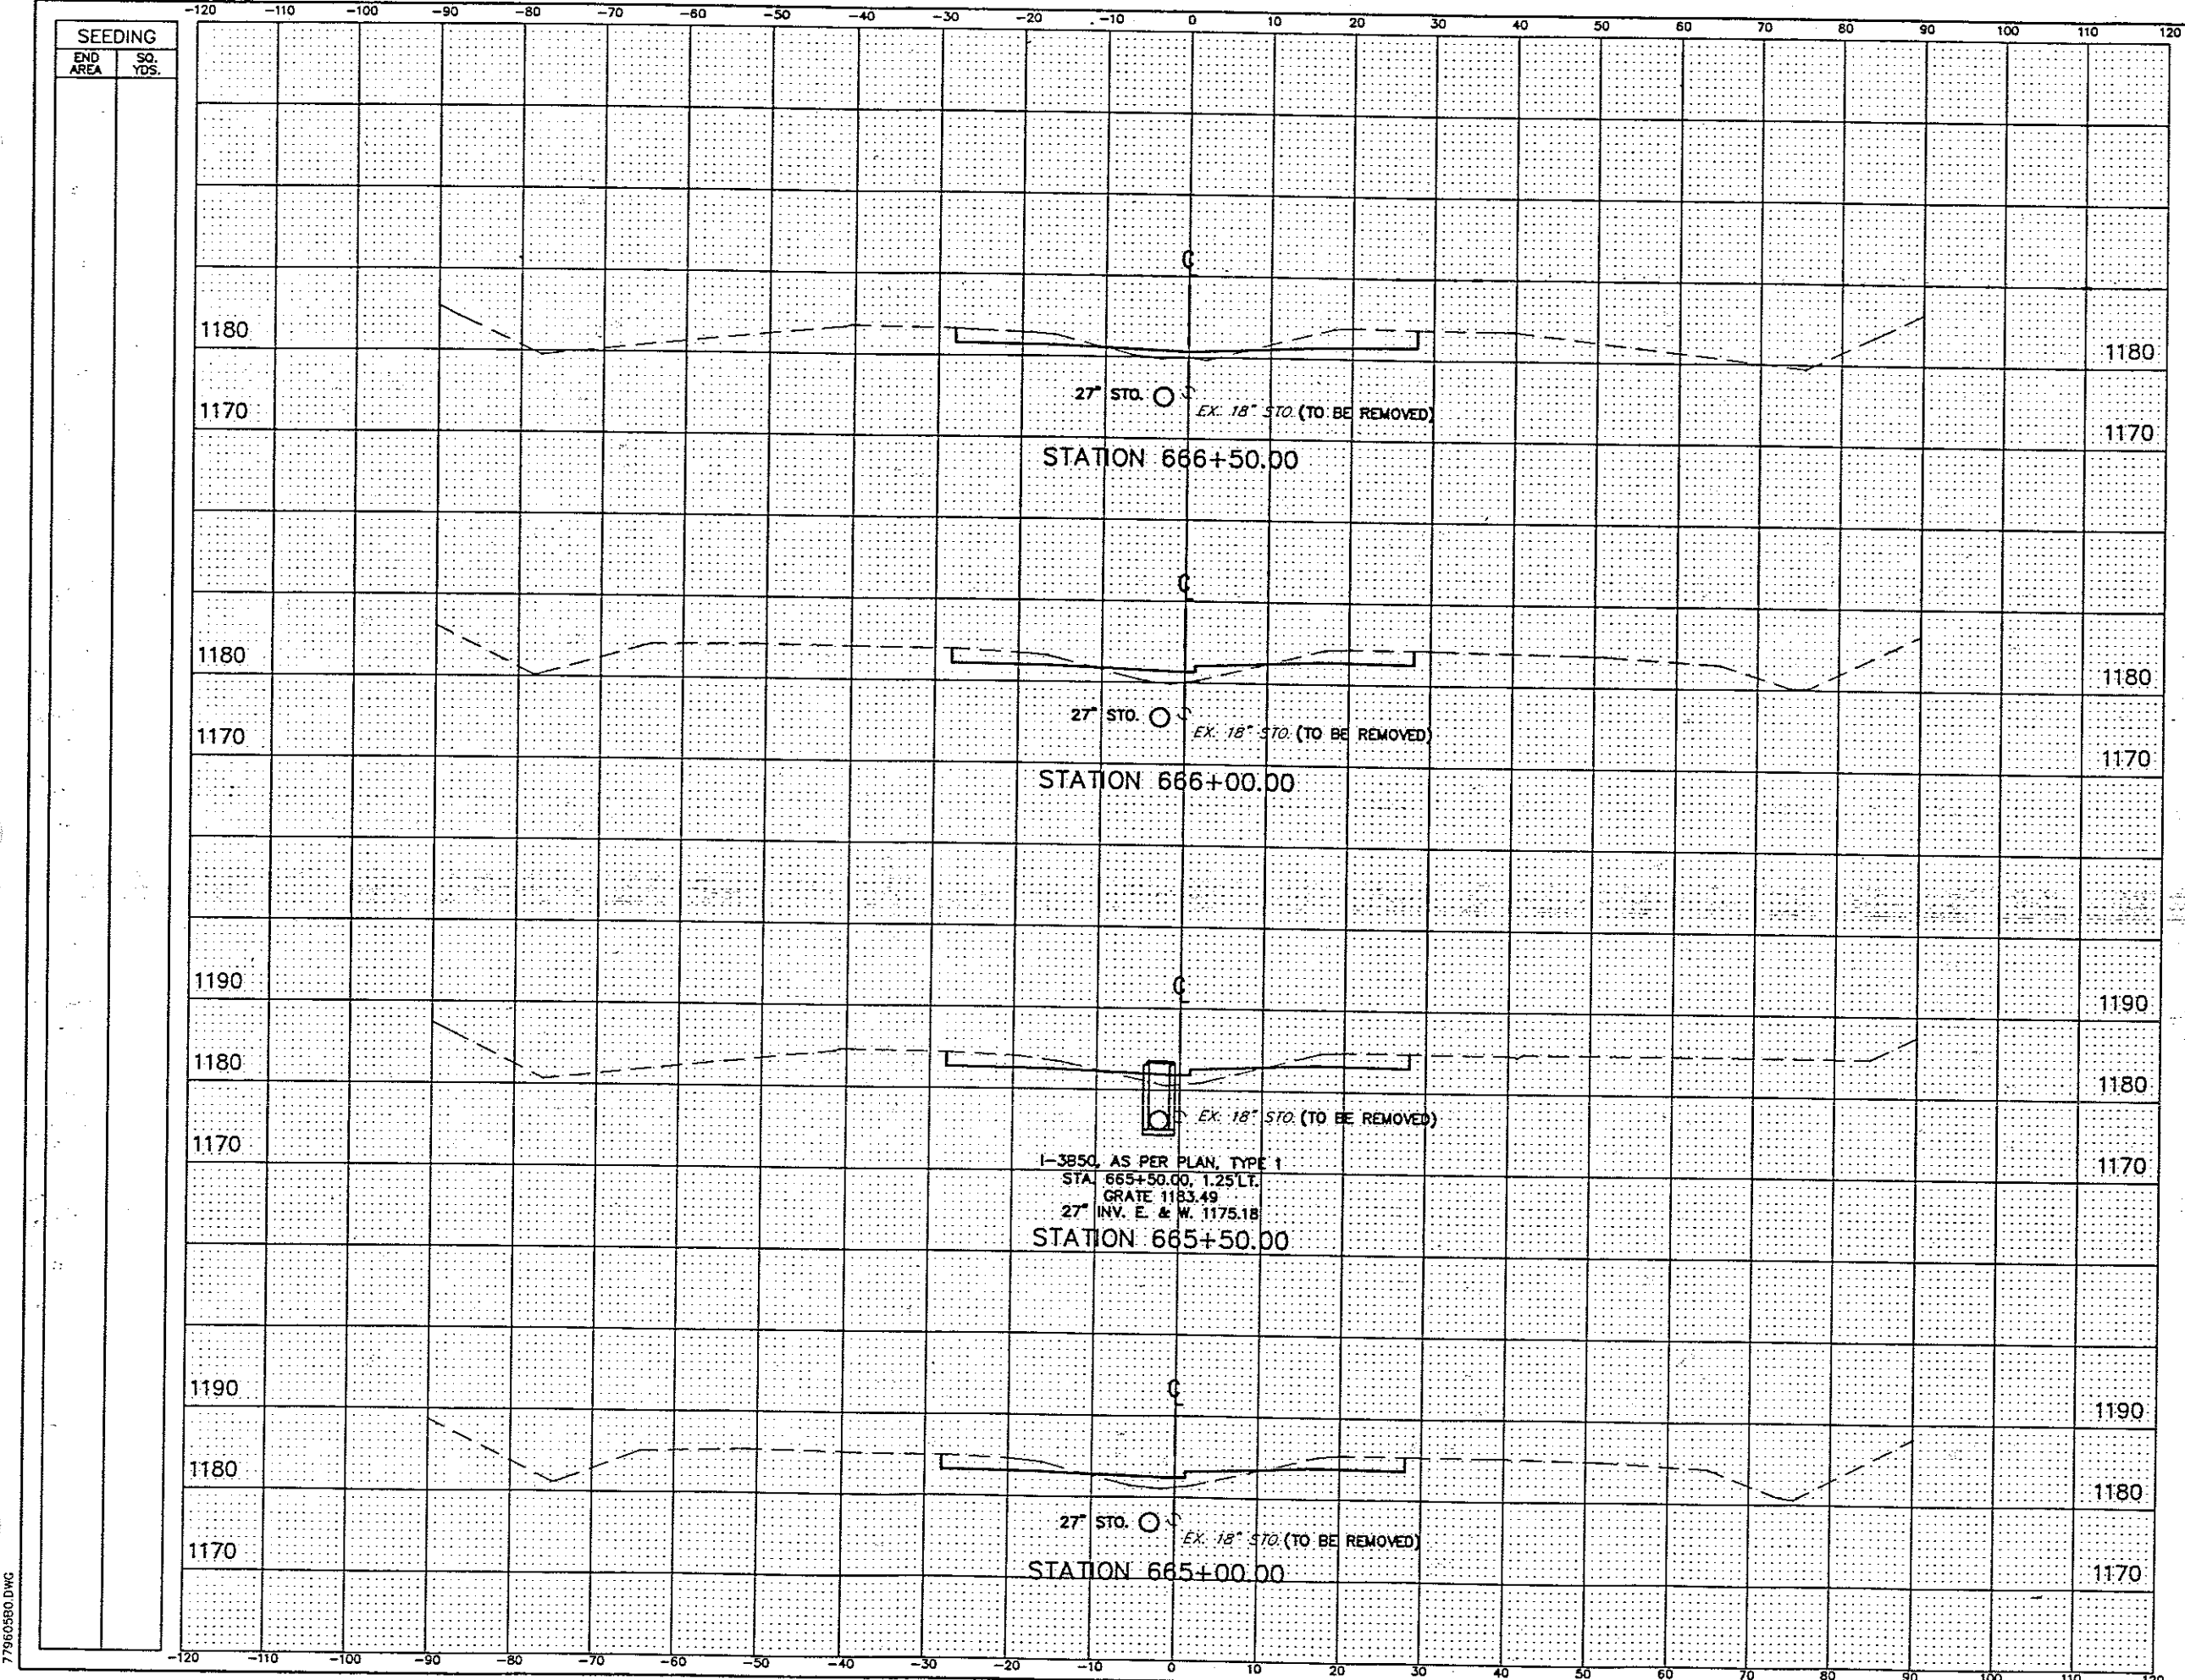 -120 -110 -100 -90 -80 -70 -60 -50 -40 -30 -20 -10 0 10 20 30 40 50 60 70 80 90 100 110 120
SEEDING
END AREA
SQ. YDS.
1180 1180
27" STO.
EX. 18" STO. (TO BE REMOVED)
1170 1170
STATION 666+50.00
1180 1180
27" STO.
EX. 18" STO. (TO BE REMOVED)
1170 1170
STATION 666+00.00
1190 1190
1180 1180
EX. 18" STO. (TO BE REMOVED)
1170 1170
I-3B50, AS PER PLAN, TYPE 1
STA. 665+50.00, 1.25'LT.
GRATE 1183.49
27" INV. E. & W. 1175.18
STATION 665+50.00
1190 1190
1180 1180
27" STO.
EX. 18" STO. (TO BE REMOVED)
1170 1170
STATION 665+00.00
-120 -110 -100 -90 -80 -70 -60 -50 -40 -30 -20 -10 0 10 20 30 40 50 60 70 80 90 100 110 120